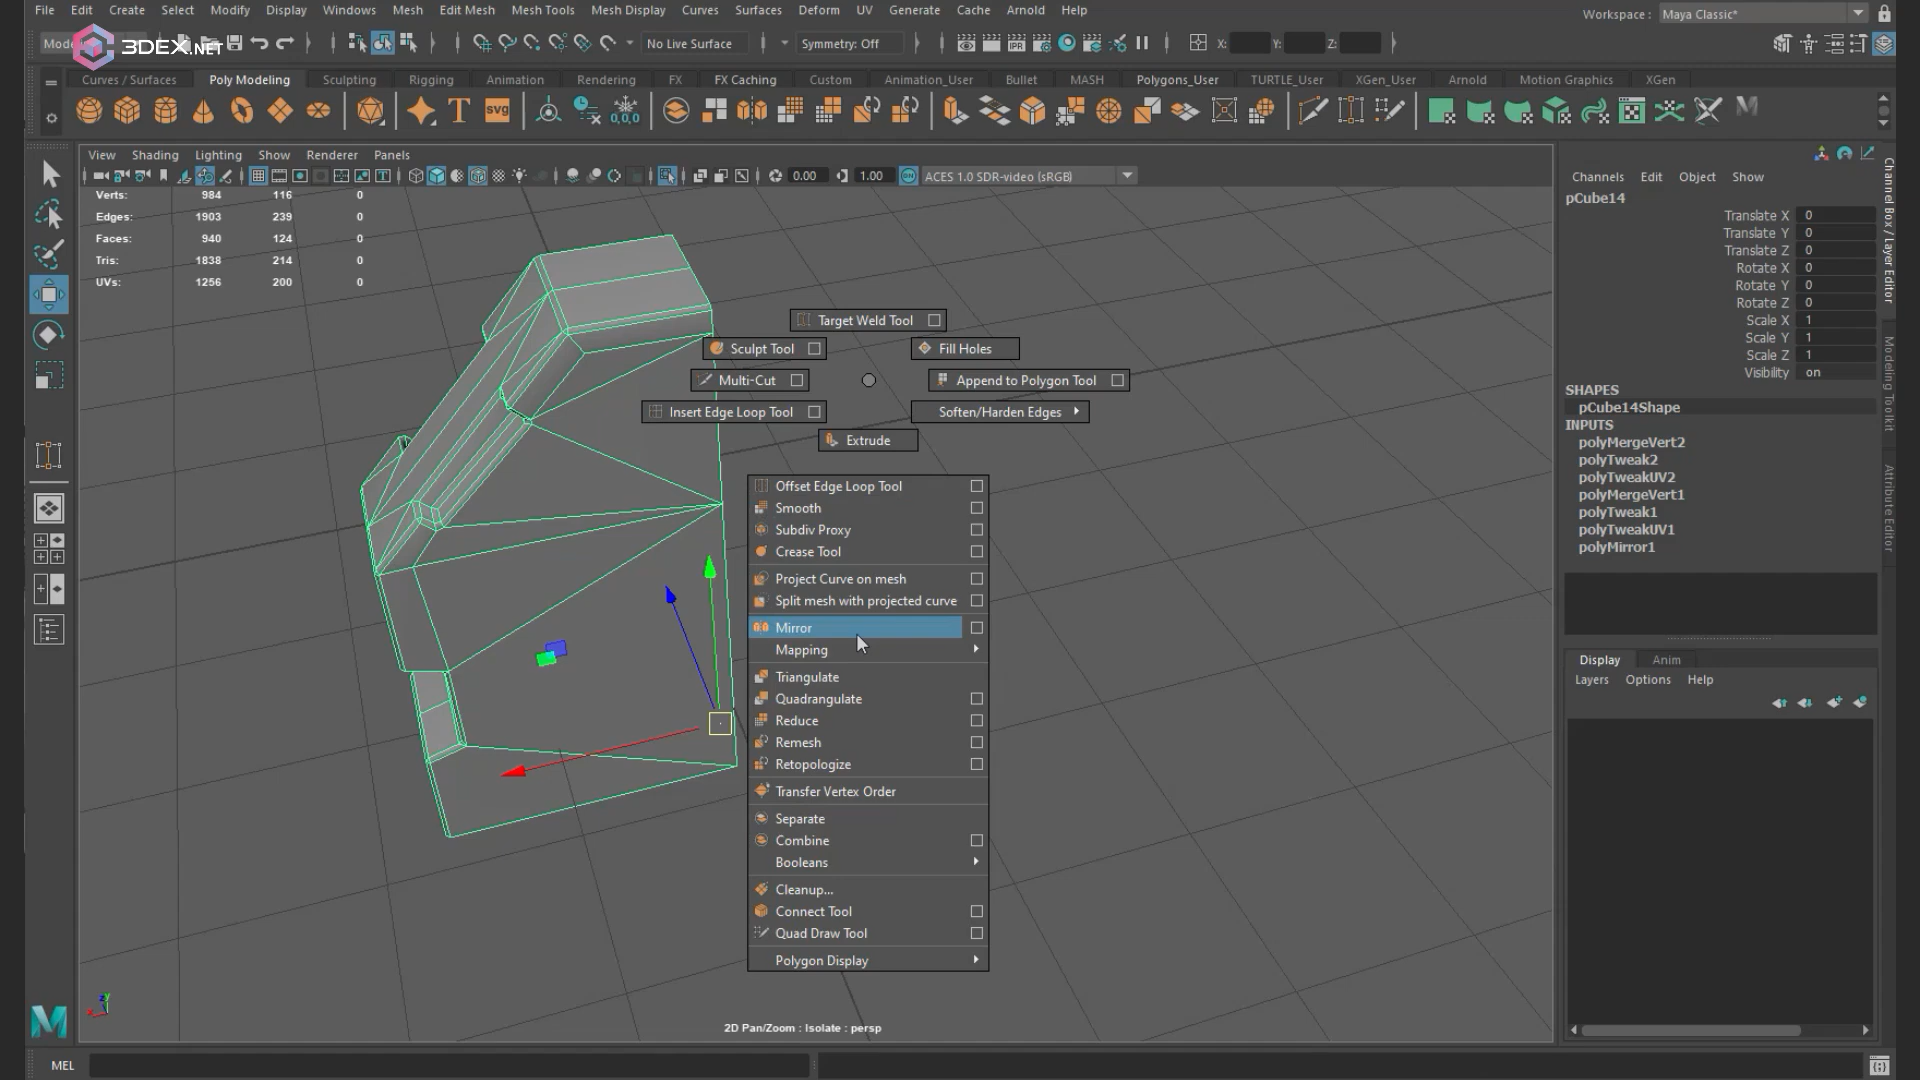 File Edit Create Select Modify Display Windows Mesh Edit Mesh Mesh Tools Mesh Display Curves Surfaces Deform UV Generate Cache Arnold Help
Workspace : Maya Classic*
3DEX.NET
No Live Surface
Symmetry: Off
X: Y: Z:
Curves / Surfaces Poly Modeling Sculpting Rigging Animation Rendering FX FX Caching Custom Animation_User Bullet MASH Polygons_User TURTLE_User XGen_User Arnold Motion Graphics XGen
View Shading Lighting Show Renderer Panels
0.00 1.00 ACES 1.0 SDR-video (sRGB)
Verts: 984 116 0
Edges: 1903 239 0
Faces: 940 124 0
Tris: 1838 214 0
UVs: 1256 200 0
Target Weld Tool
Sculpt Tool
Fill Holes
Multi-Cut
Append to Polygon Tool
Insert Edge Loop Tool
Soften/Harden Edges
Extrude
Offset Edge Loop Tool
Smooth
Subdiv Proxy
Crease Tool
Project Curve on mesh
Split mesh with projected curve
Mirror
Mapping
Triangulate
Quadrangulate
Reduce
Remesh
Retopologize
Transfer Vertex Order
Separate
Combine
Booleans
Cleanup...
Connect Tool
Quad Draw Tool
Polygon Display
2D Pan/Zoom : Isolate : persp
Channels Edit Object Show
pCube14
Translate X 0
Translate Y 0
Translate Z 0
Rotate X 0
Rotate Y 0
Rotate Z 0
Scale X 1
Scale Y 1
Scale Z 1
Visibility on
SHAPES
pCube14Shape
INPUTS
polyMergeVert2
polyTweak2
polyTweakUV2
polyMergeVert1
polyTweak1
polyTweakUV1
polyMirror1
Display Anim
Layers Options Help
Channel Box / Layer Editor
Modeling Toolkit
Attribute Editor
MEL